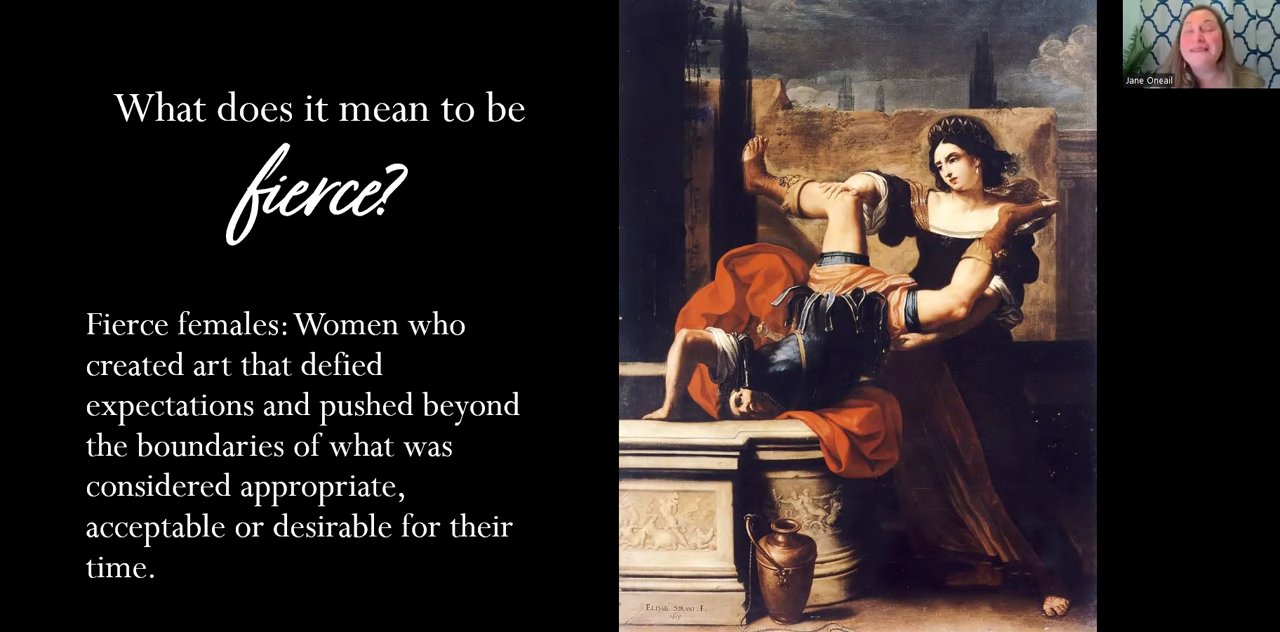 What does it mean to be
fierce?
Fierce females: Women who
created art that defied
expectations and pushed beyond
the boundaries of what was
considered appropriate,
acceptable or desirable for their
time.
Jane Oneail